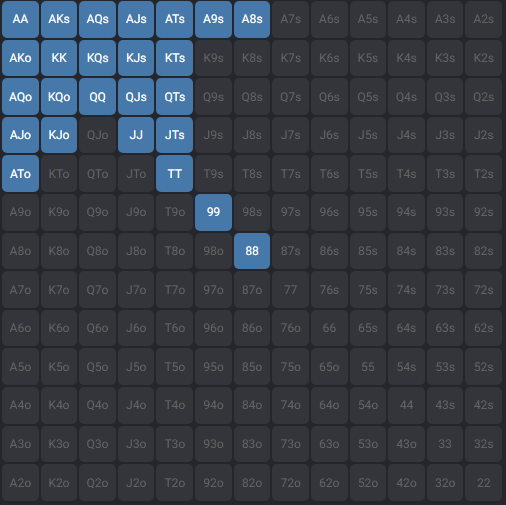 AA AKs AQs AJs ATs A9s A8s A7s A6s A5s A4s A3s A2s
AKo KK KQs KJs KTs K9s K8s K7s K6s K5s K4s K3s K2s
AQo KQo QQ QJs QTs Q9s Q8s Q7s Q6s Q5s Q4s Q3s Q2s
AJo KJo QJo JJ JTs J9s J8s J7s J6s J5s J4s J3s J2s
ATo KTo QTo JTo TT T9s T8s T7s T6s T5s T4s T3s T2s
A9o K9o Q9o J9o T9o 99 98s 97s 96s 95s 94s 93s 92s
A8o K8o Q8o J8o T8o 98o 88 87s 86s 85s 84s 83s 82s
A7o K7o Q7o J7o T7o 97o 87o 77 76s 75s 74s 73s 72s
A6o K6o Q6o J6o T6o 96o 86o 76o 66 65s 64s 63s 62s
A5o K5o Q5o J5o T5o 95o 85o 75o 65o 55 54s 53s 52s
A4o K4o Q4o J4o T4o 94o 84o 74o 64o 54o 44 43s 42s
A3o K3o Q3o J3o T3o 93o 83o 73o 63o 53o 43o 33 32s
A2o K2o Q2o J2o T2o 92o 82o 72o 62o 52o 42o 32o 22